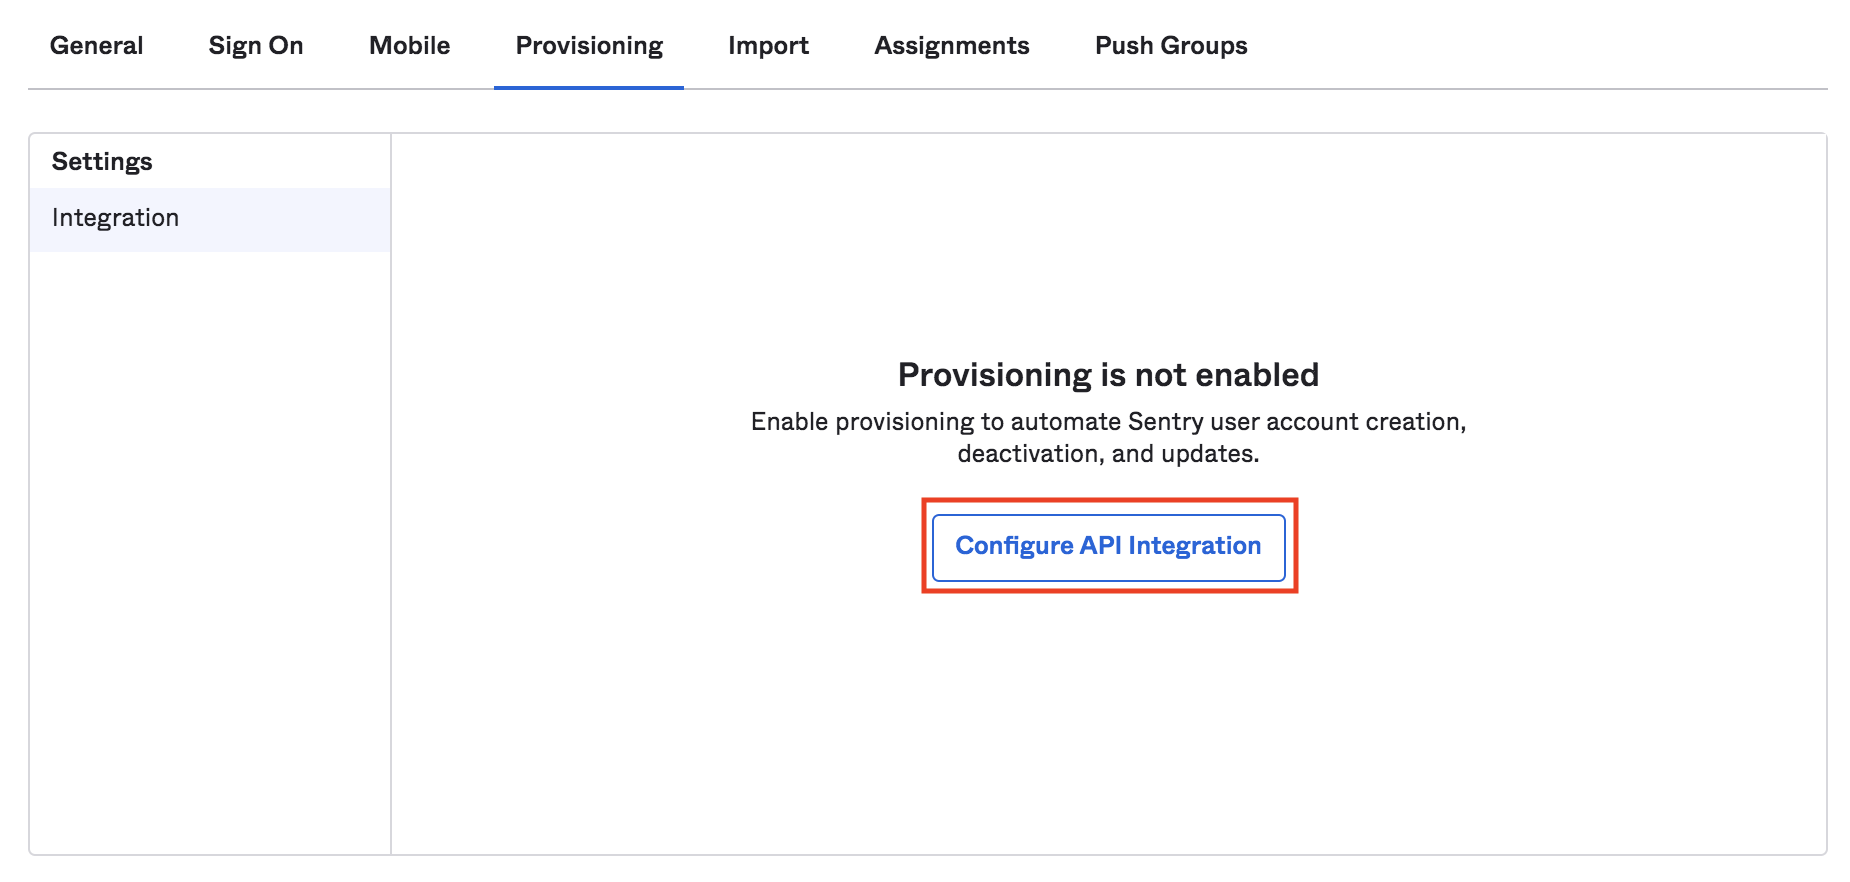 General Sign On Mobile Provisioning Import Assignments Push Groups
Settings
Integration
Provisioning is not enabled
Enable provisioning to automate Sentry user account creation,
deactivation, and updates.
Configure API Integration